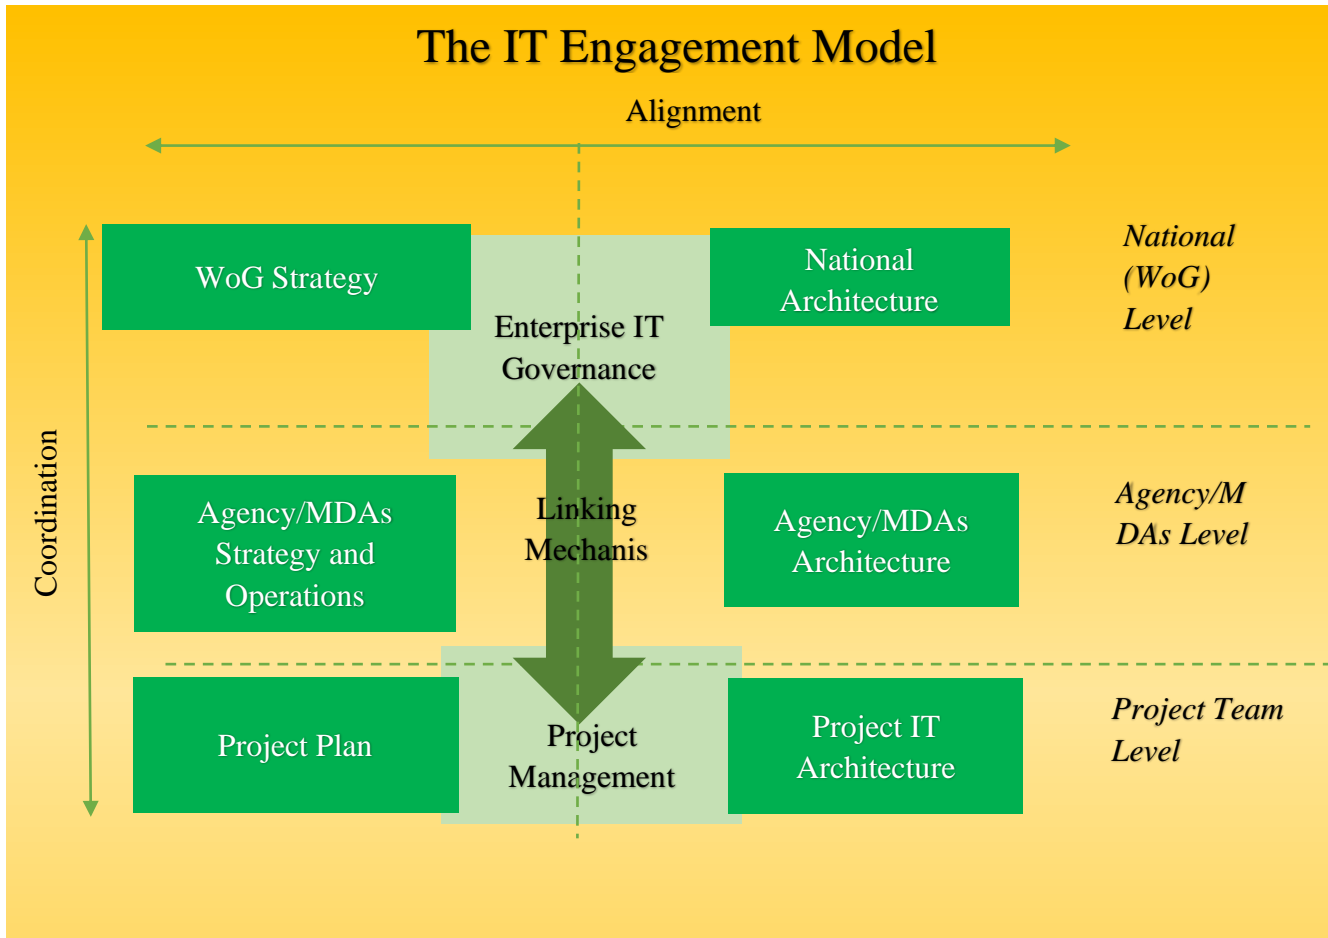 The IT Engagement Model
Alignment
Coordination
WoG Strategy
Enterprise IT
Governance
National
Architecture
National
(WoG)
Level
Agency/MDAs
Strategy and
Operations
Linking
Mechanis
Agency/MDAs
Architecture
Agency/M
DAs Level
Project Plan
Project
Management
Project IT
Architecture
Project Team
Level